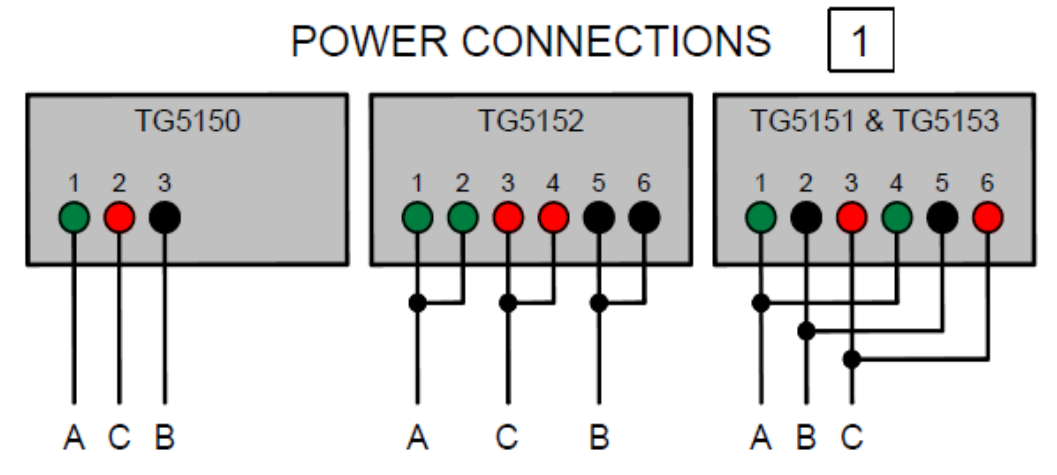 POWER CONNECTIONS 1
TG5150 TG5152 TG5151 & TG5153
1 2 3 1 2 3 4 5 6 1 2 3 4 5 6
A C B A C B A B C